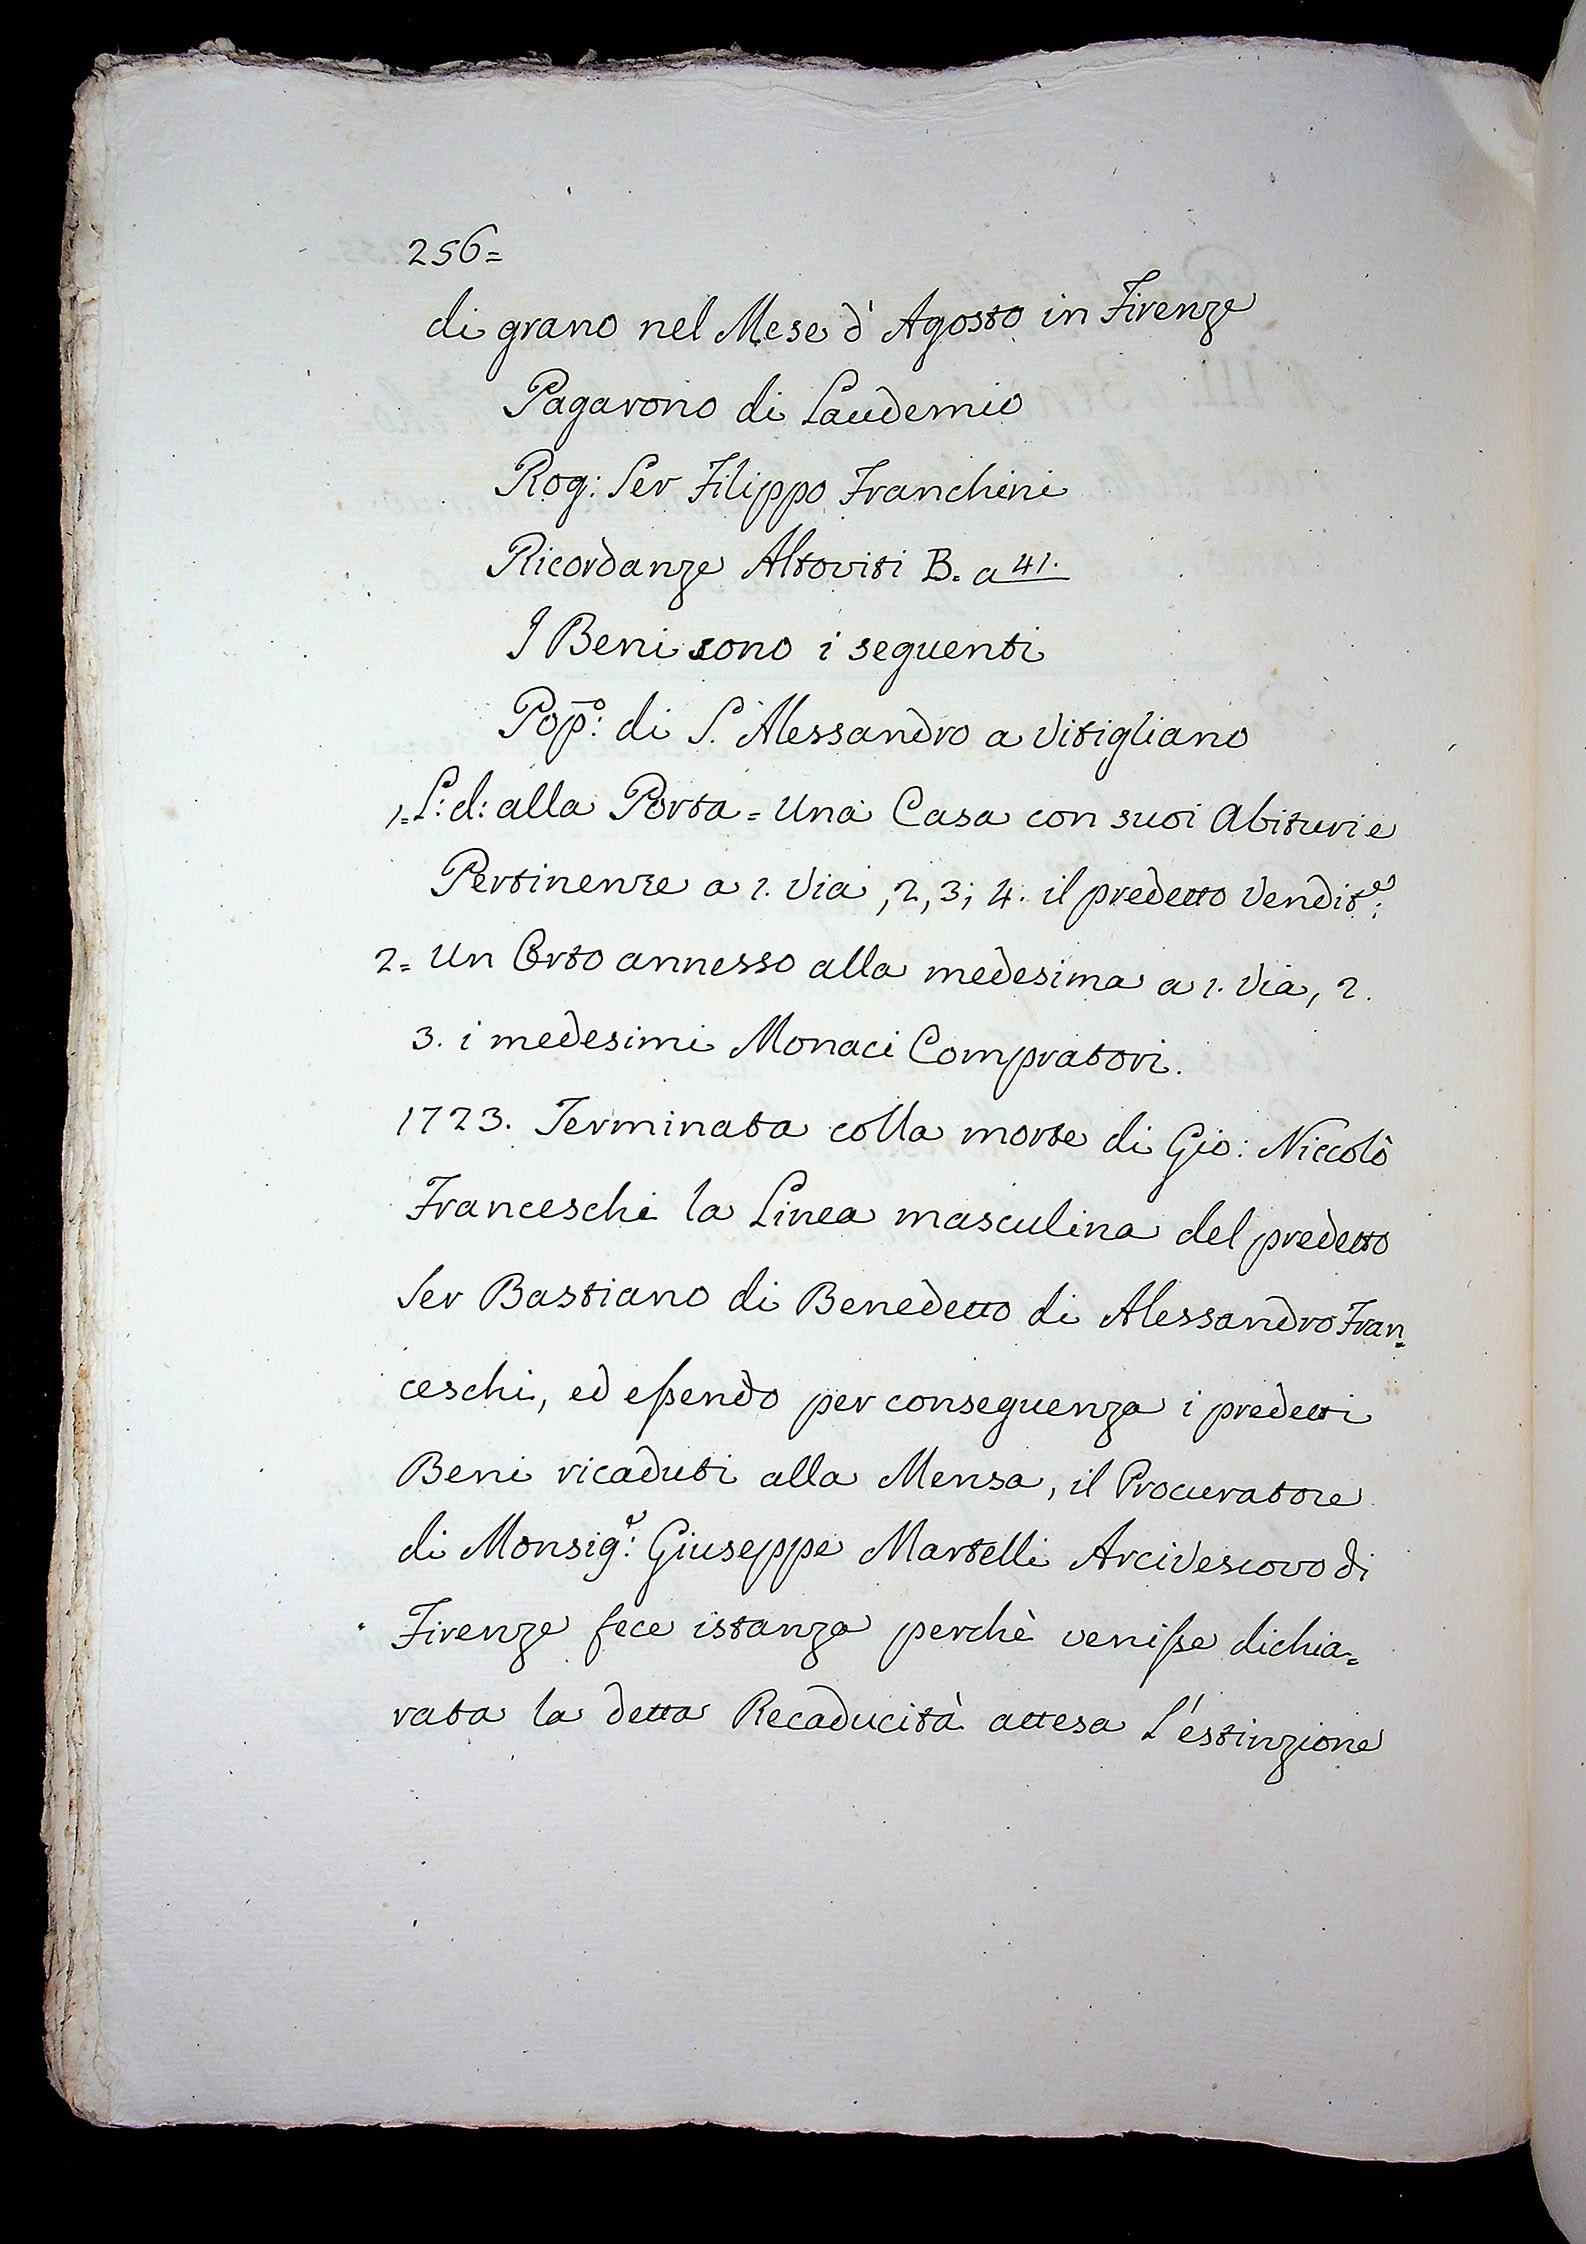 256=
di grano nel Mese d' Agosto in Firenze
Pagarono di Laudemio
Rog: Ser Filippo Franchini
Ricordanze Altoviti B. a 41.
I Beni sono i seguenti
Pop̄o: di S. Alessandro a Vitigliano
1= L: d: alla Porta = Una Casa con suoi Abituri e
Pertinenze a 1. Via, 2, 3, 4. il predetto Vendit.e:
2= Un Orto annesso alla medesima a 1. Via, 2.
3. i medesimi Monaci Compratori.
1723. Terminata colla morte di Gio: Niccolò
Franceschi la Linea masculina del predetto
Ser Bastiano di Benedetto di Alessandro Fran=
ceschi, ed eſsendo per conseguenza i predetti
Beni ricaduti alla Mensa, il Procuratore
di Monsig.e: Giuseppe Martelli Arcivescovo di
Firenze fece istanza perchè veniſse dichia=
rata la detta Recaducità attesa l'estinzione